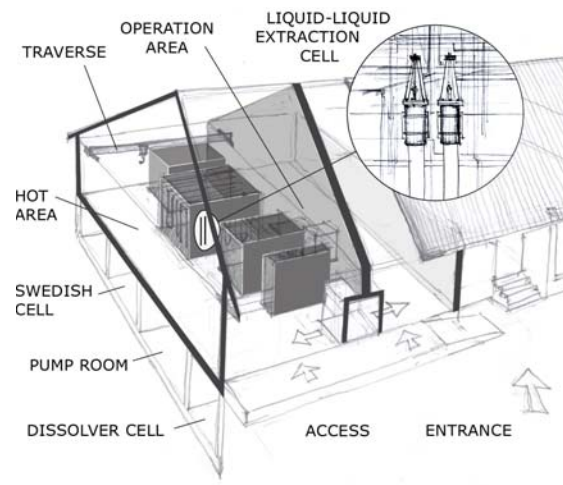 OPERATION
AREA
LIQUID-LIQUID
EXTRACTION
CELL
TRAVERSE
HOT
AREA
SWEDISH
CELL
PUMP ROOM
DISSOLVER CELL
ACCESS
ENTRANCE